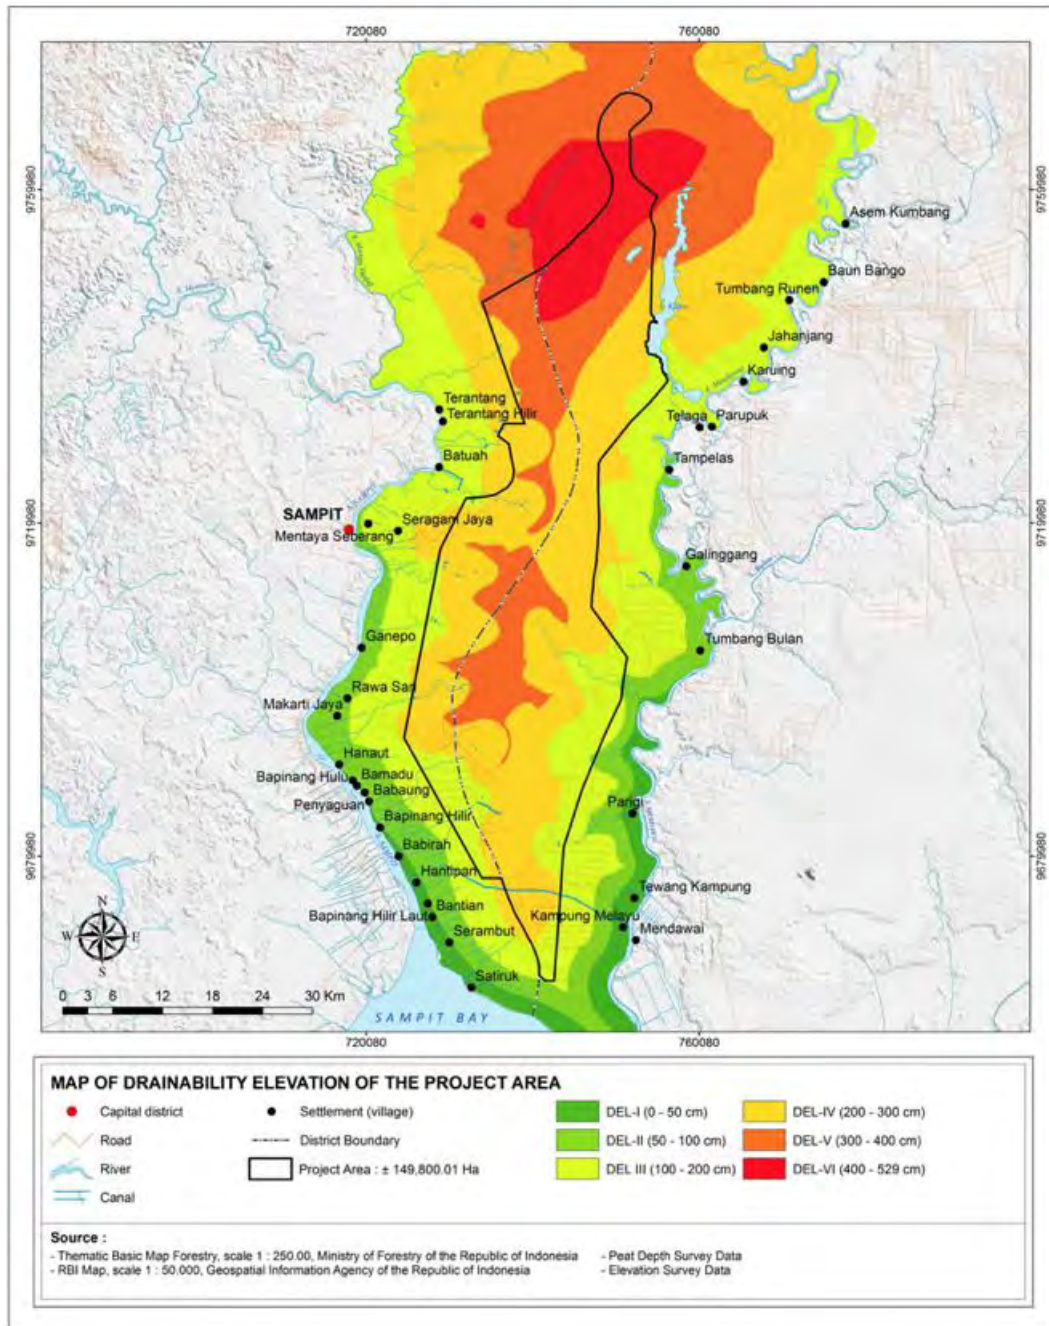 720080
760080
9759980
9759980
Asem Kumbang
Baun Bango
Tumbang Runen
Jahanjang
Karuing
Terantang
Terantang Hilir
Telaga
Parupuk
Batuah
Tampelas
SAMPIT
Seragam Jaya
Mentaya Seberang
9719980
9719980
Galinggang
Ganepo
Tumbang Bulan
Rawa Sari
Makarti Jaya
Hanaut
Bapinang Hulu
Bamadu
Babaung
Penyaguan
Parigi
Bapinang Hilir
Babirah
9679980
9679980
Hantipan
Tewang Kampung
Bantian
Bapinang Hilir Laut
Kampung Melayu
Mendawai
Serambut
Satiruk
N
W
E
S
0 3 6 12 18 24 30 Km
SAMPIT BAY
720080
760080
MAP OF DRAINABILITY ELEVATION OF THE PROJECT AREA
Capital district
Settlement (village)
DEL-I (0 - 50 cm)
DEL-IV (200 - 300 cm)
Road
District Boundary
DEL-II (50 - 100 cm)
DEL-V (300 - 400 cm)
River
Project Area : ± 149,800.01 Ha
DEL III (100 - 200 cm)
DEL-VI (400 - 529 cm)
Canal
Source :
- Thematic Basic Map Forestry, scale 1 : 250.00, Ministry of Forestry of the Republic of Indonesia
- Peat Depth Survey Data
- RBI Map, scale 1 : 50.000, Geospatial Information Agency of the Republic of Indonesia
- Elevation Survey Data